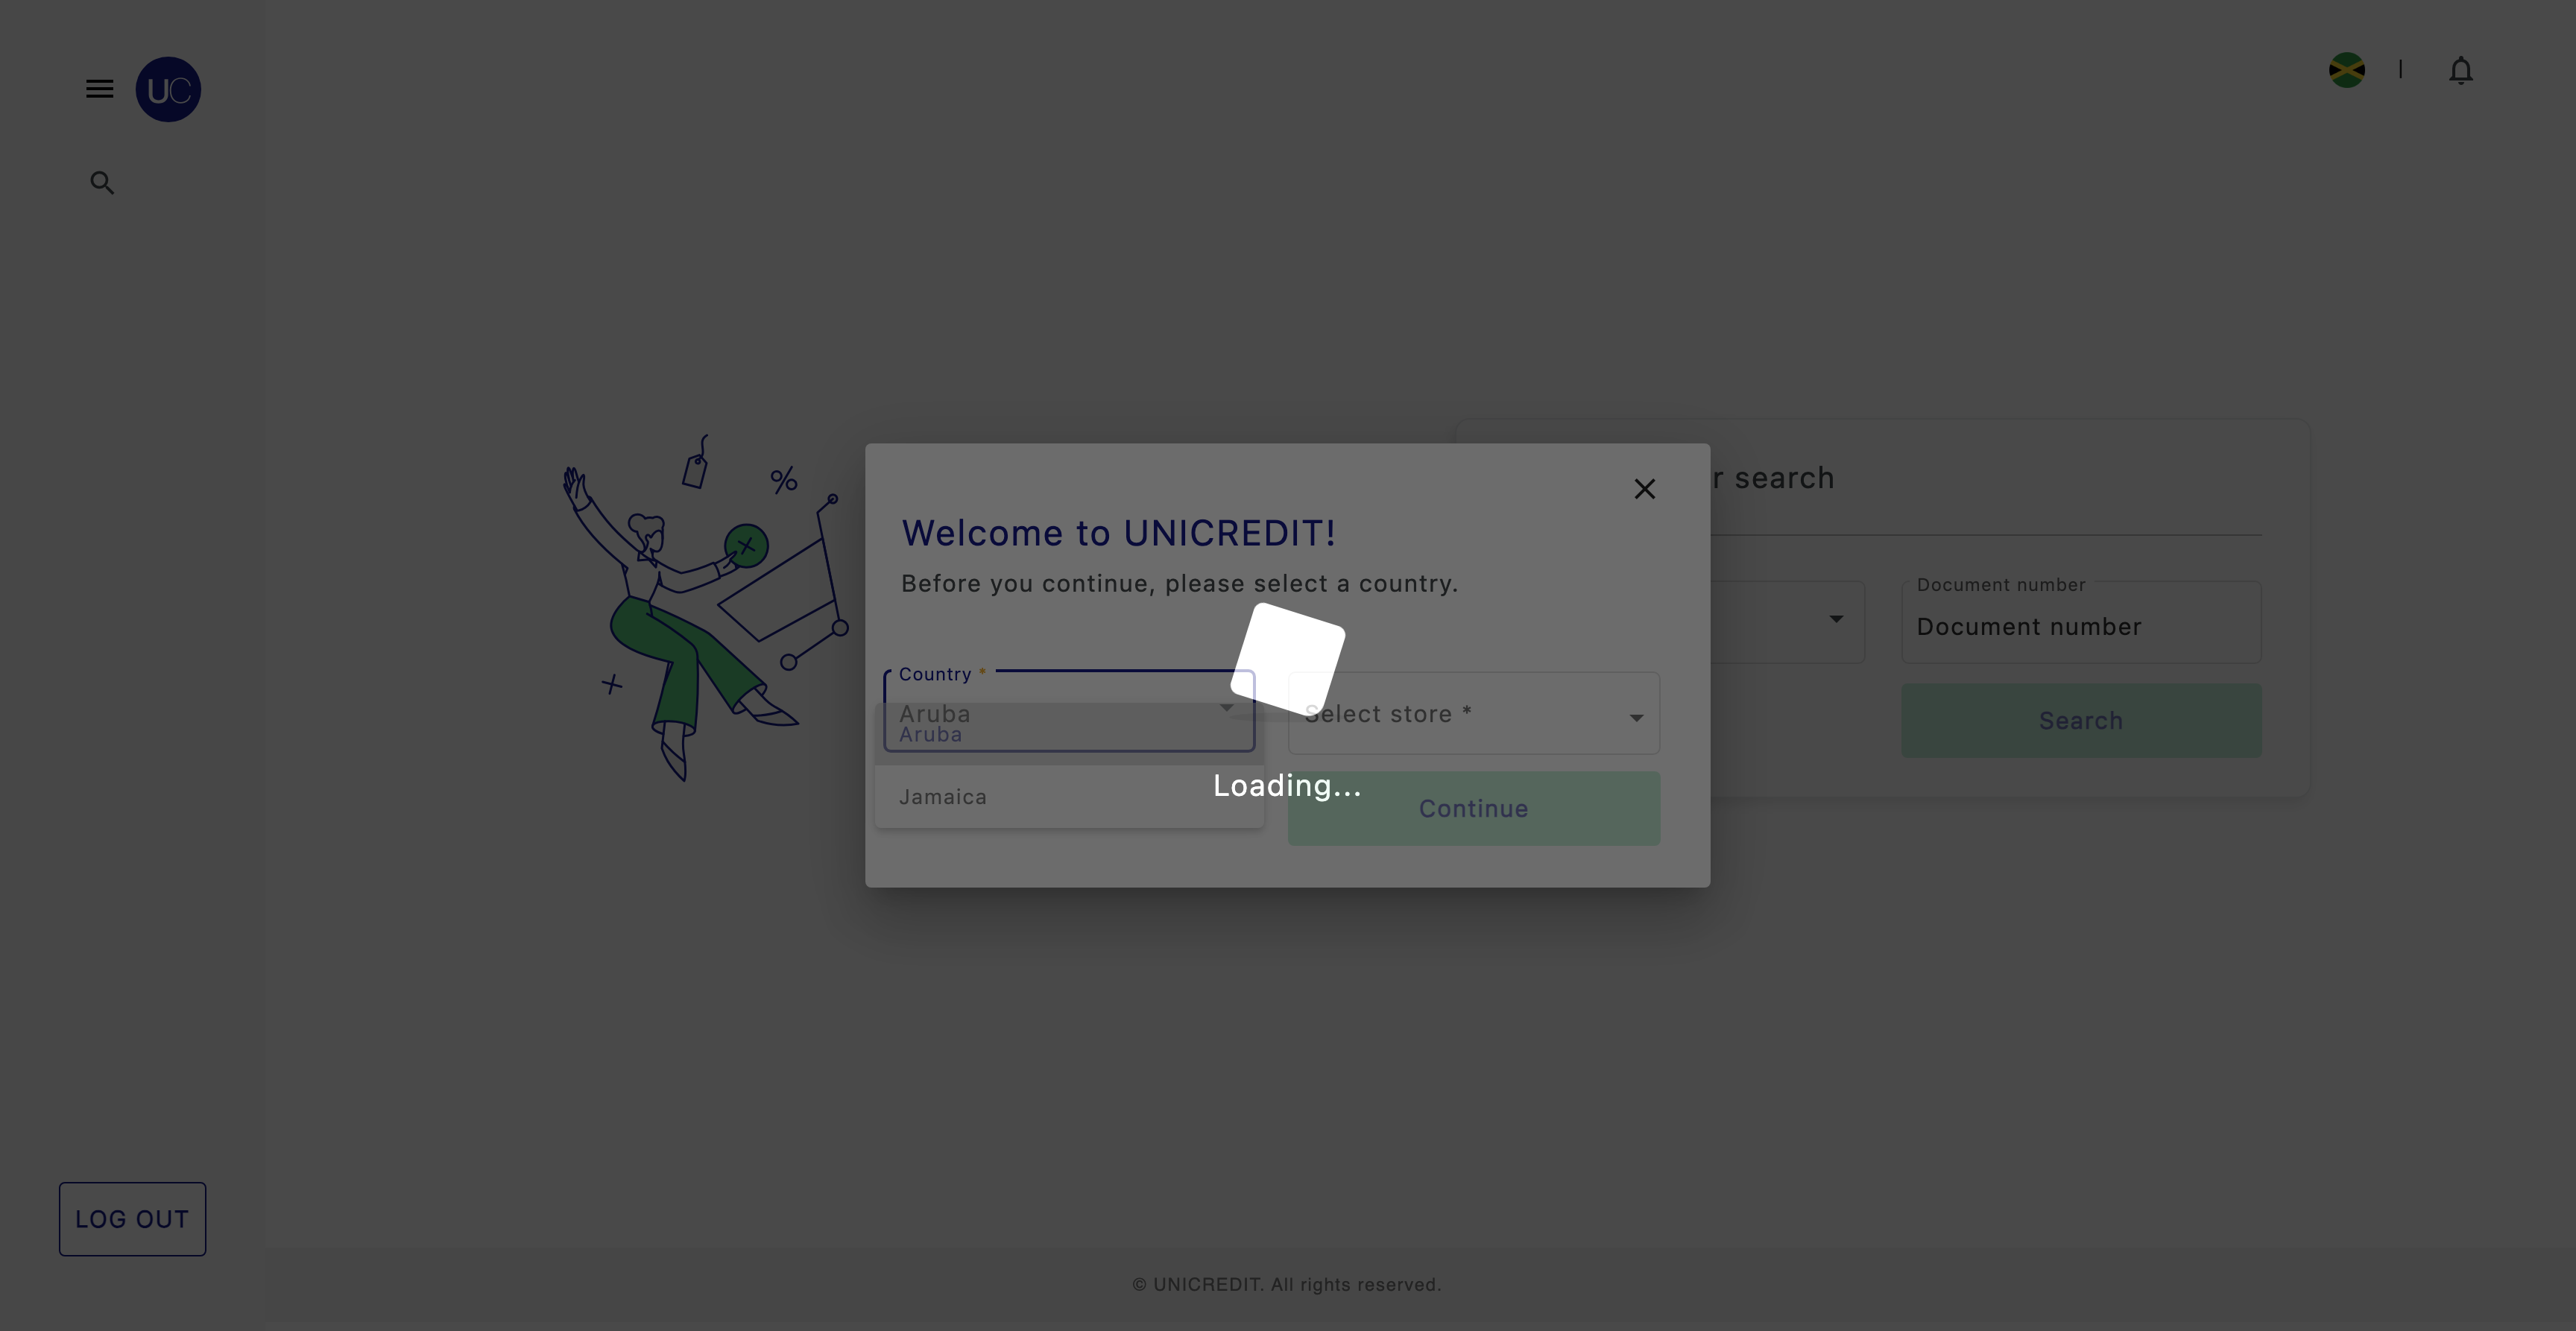 UC
Welcome to UNICREDIT!
Before you continue, please select a country.
Country *
Aruba
Aruba
Jamaica
Select store *
Loading...
Continue
r search
Document number
Document number
Search
LOG OUT
© UNICREDIT. All rights reserved.